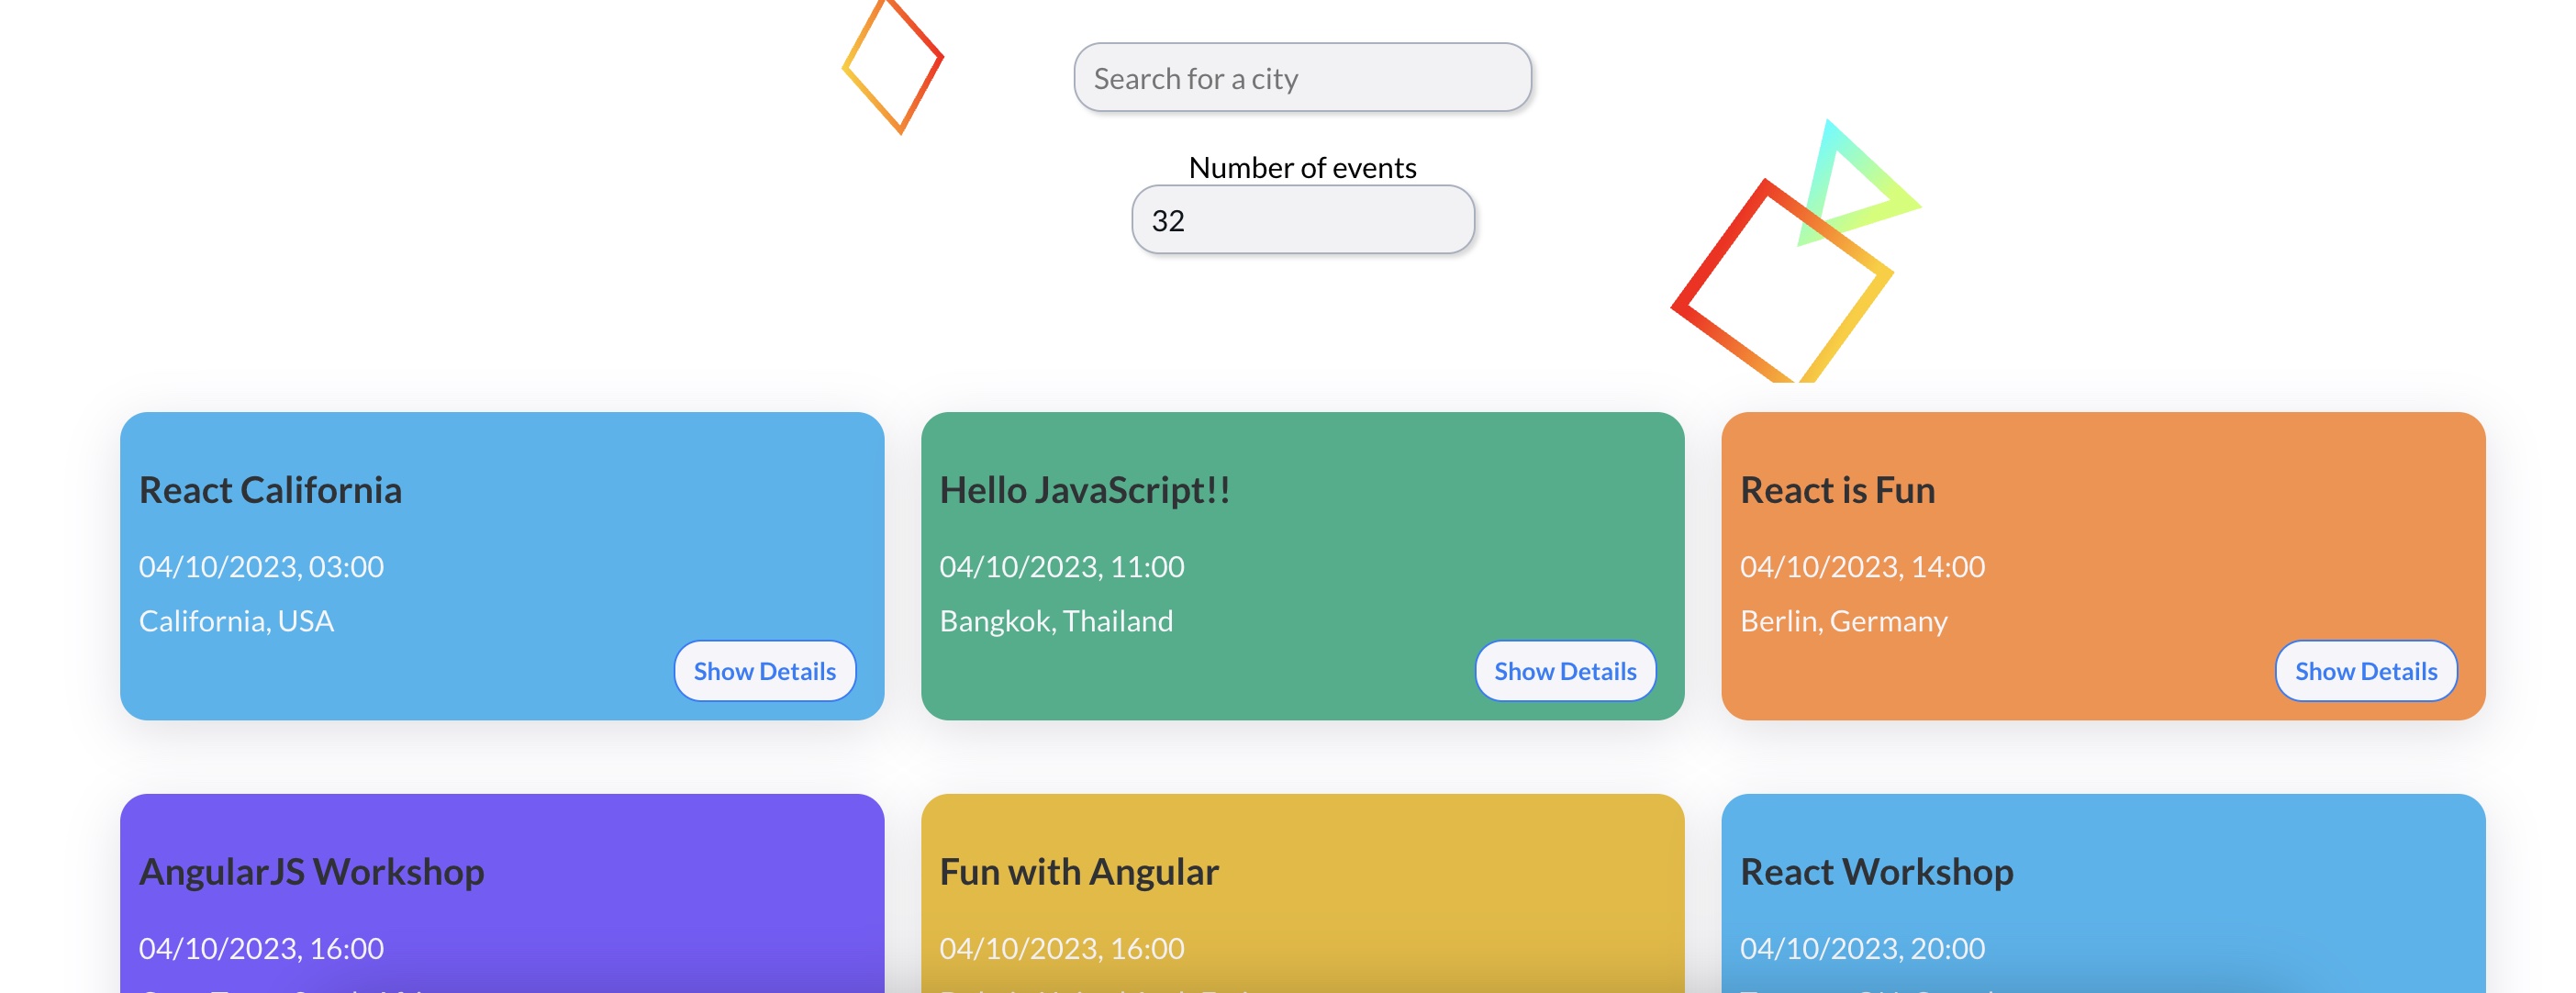 Search for a city
Number of events
32
React California
04/10/2023, 03:00
California, USA
Show Details
Hello JavaScript!!
04/10/2023, 11:00
Bangkok, Thailand
Show Details
React is Fun
04/10/2023, 14:00
Berlin, Germany
Show Details
AngularJS Workshop
04/10/2023, 16:00
Fun with Angular
04/10/2023, 16:00
React Workshop
04/10/2023, 20:00